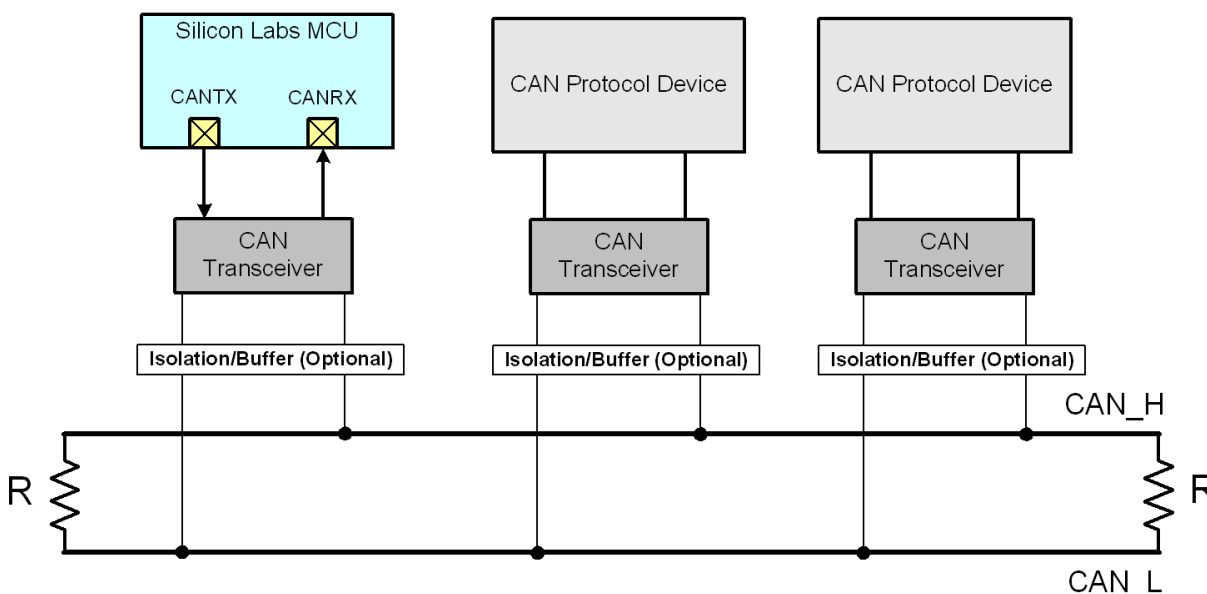 Silicon Labs MCU
CANTX
CANRX
CAN Protocol Device
CAN Protocol Device
CAN
Transceiver
CAN
Transceiver
CAN
Transceiver
Isolation/Buffer (Optional)
Isolation/Buffer (Optional)
Isolation/Buffer (Optional)
CAN_H
R
R
CAN_L